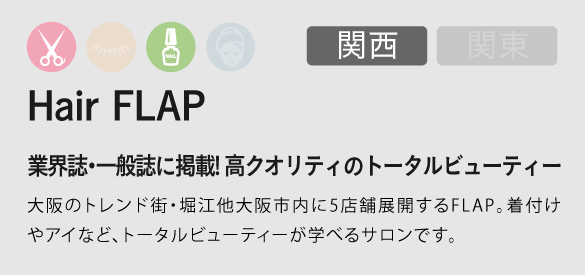 NAIL
関西
関東
Hair FLAP
業界誌・一般誌に掲載! 高クオリティのトータルビューティー
大阪のトレンド街・堀江他大阪市内に5店舗展開するFLAP。着付け
やアイなど、トータルビューティーが学べるサロンです。